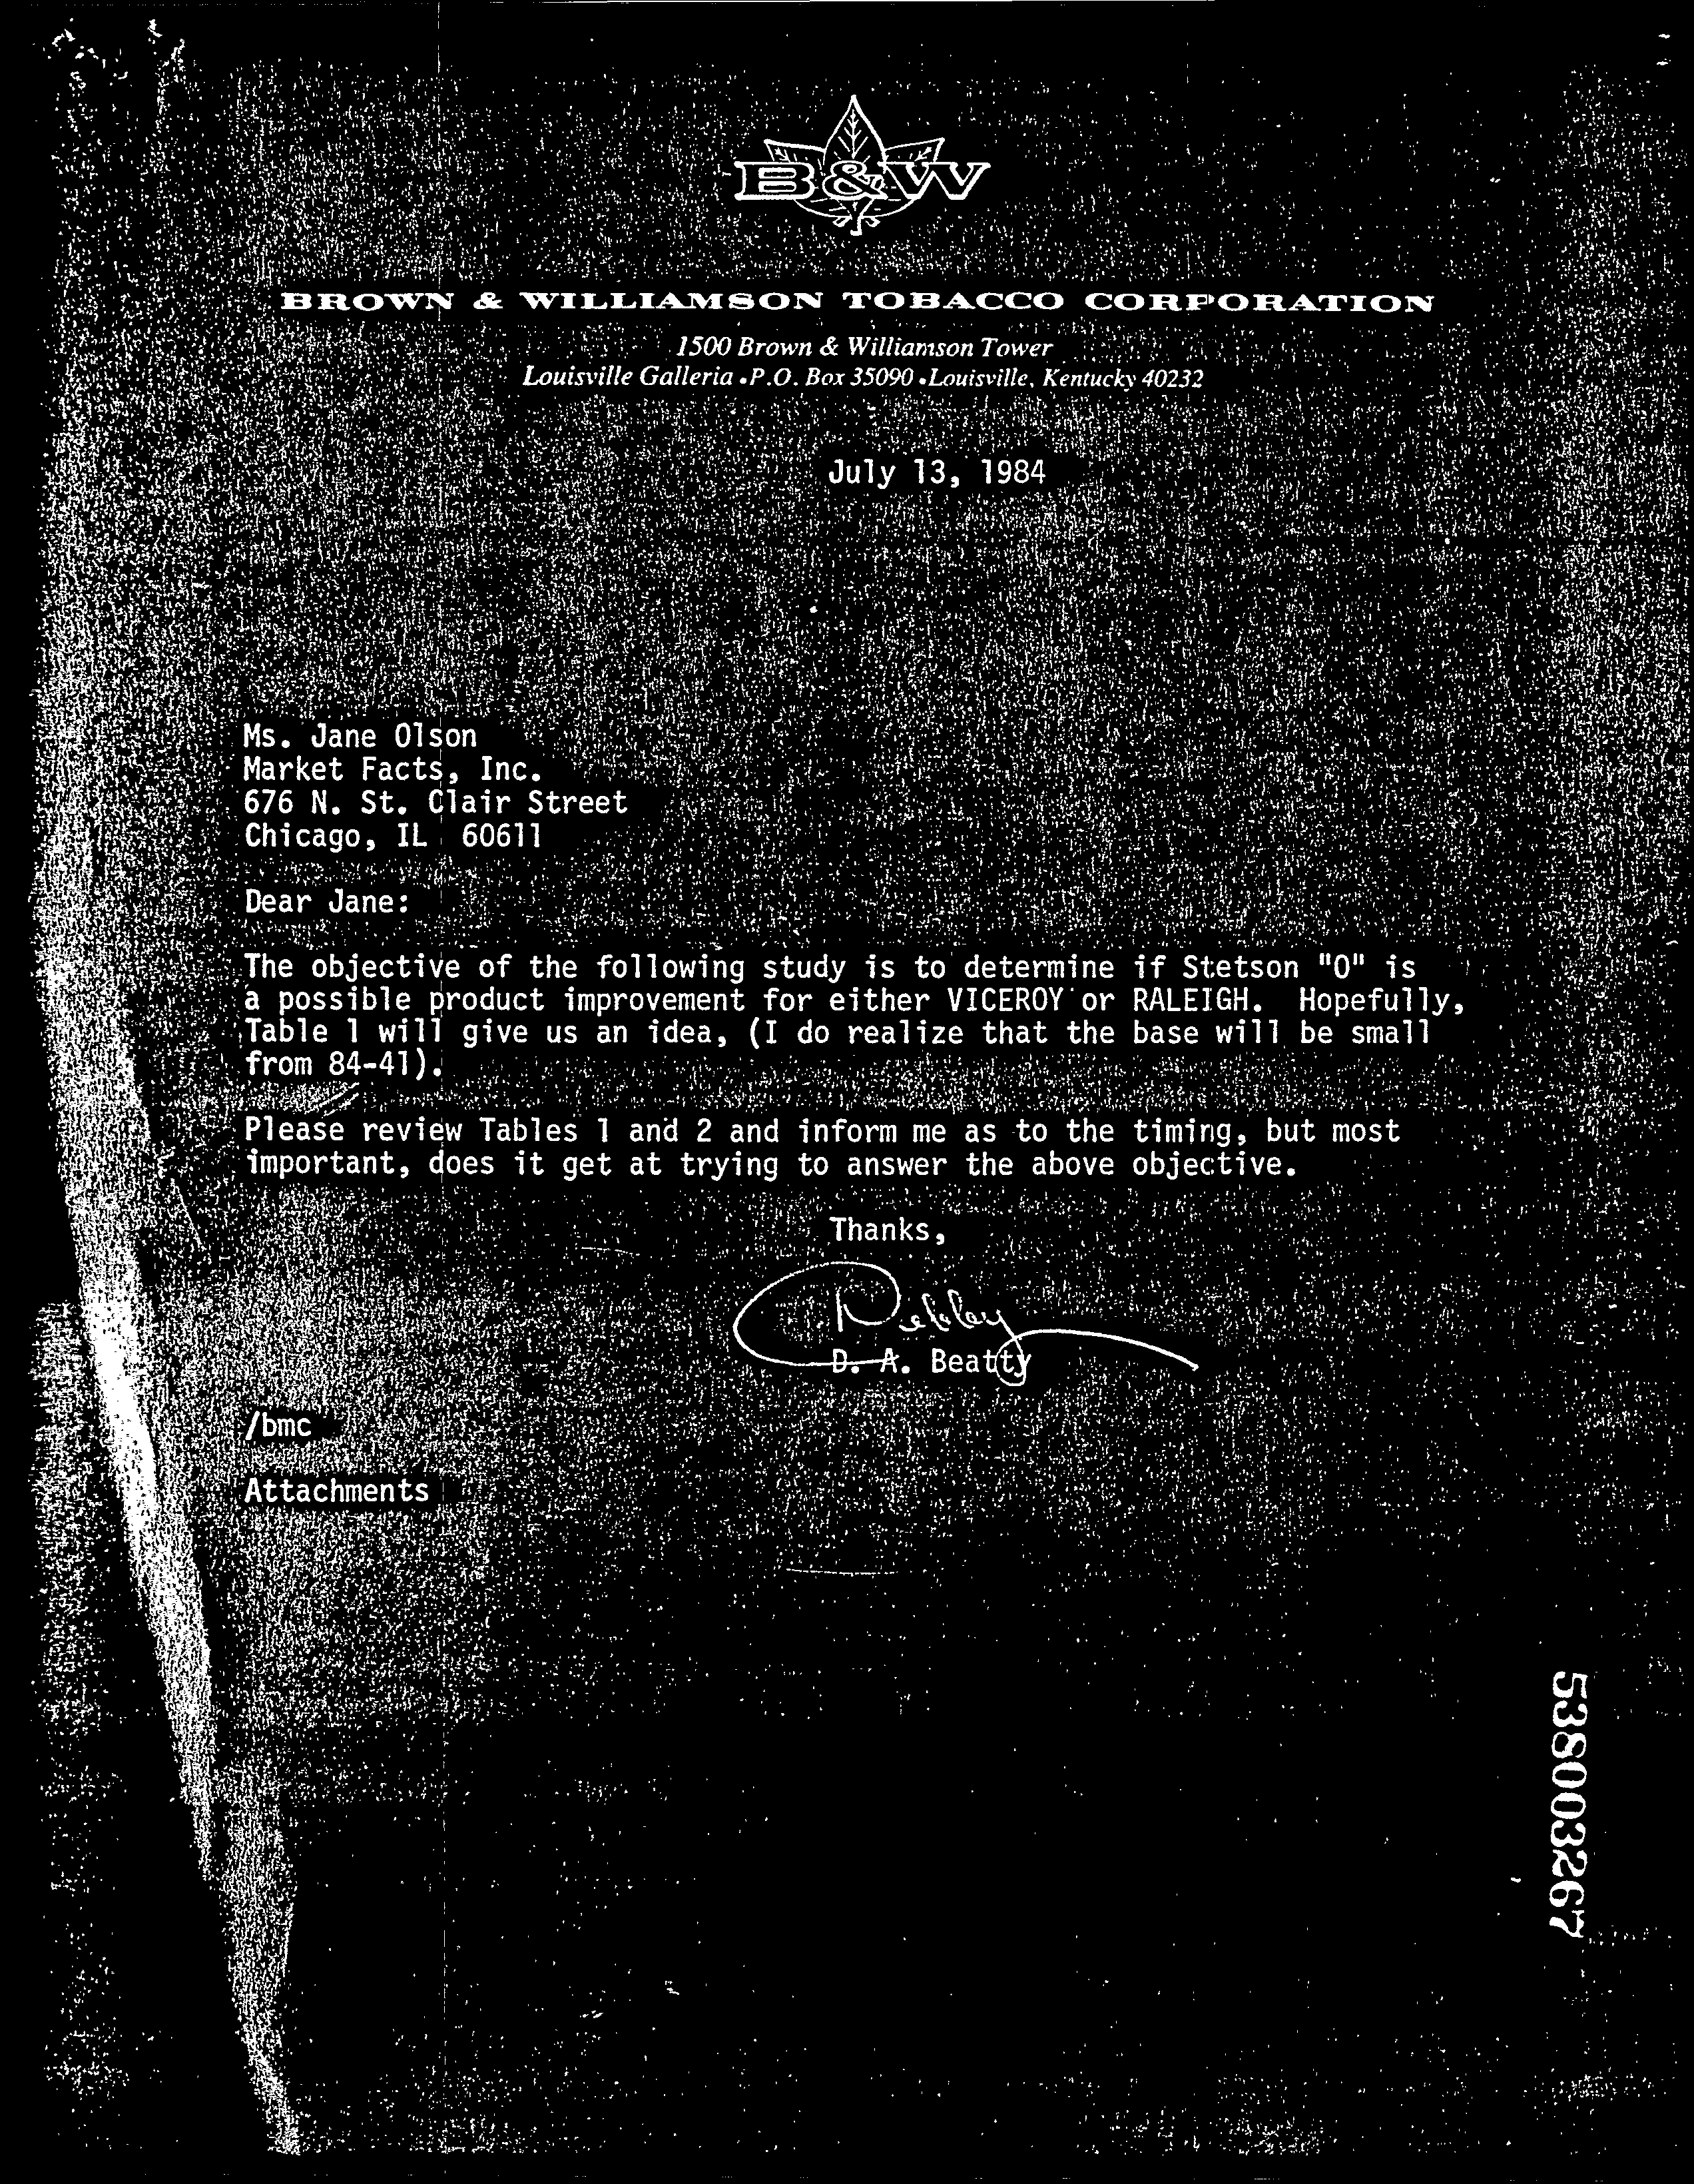 B&W
BROWN & WILLIAMSON TOBACCO CORPORATION
1500 Brown & Williamson Tower
Louisville Galleria • P.O. Box 35090 • Louisville, Kentucky 40232
July 13, 1984
Ms. Jane Olson
Market Facts, Inc.
676 N. St. Clair Street
Chicago, IL 60611
Dear Jane:
The objective of the following study is to determine if Stetson "O" is
a possible product improvement for either VICEROY or RALEIGH. Hopefully,
Table 1 will give us an idea, (I do realize that the base will be small
from 84-41).
Please review Tables 1 and 2 and inform me as to the timing, but most
important, does it get at trying to answer the above objective.
Thanks,
D. A. Beatty
/bmc
Attachments
538003267